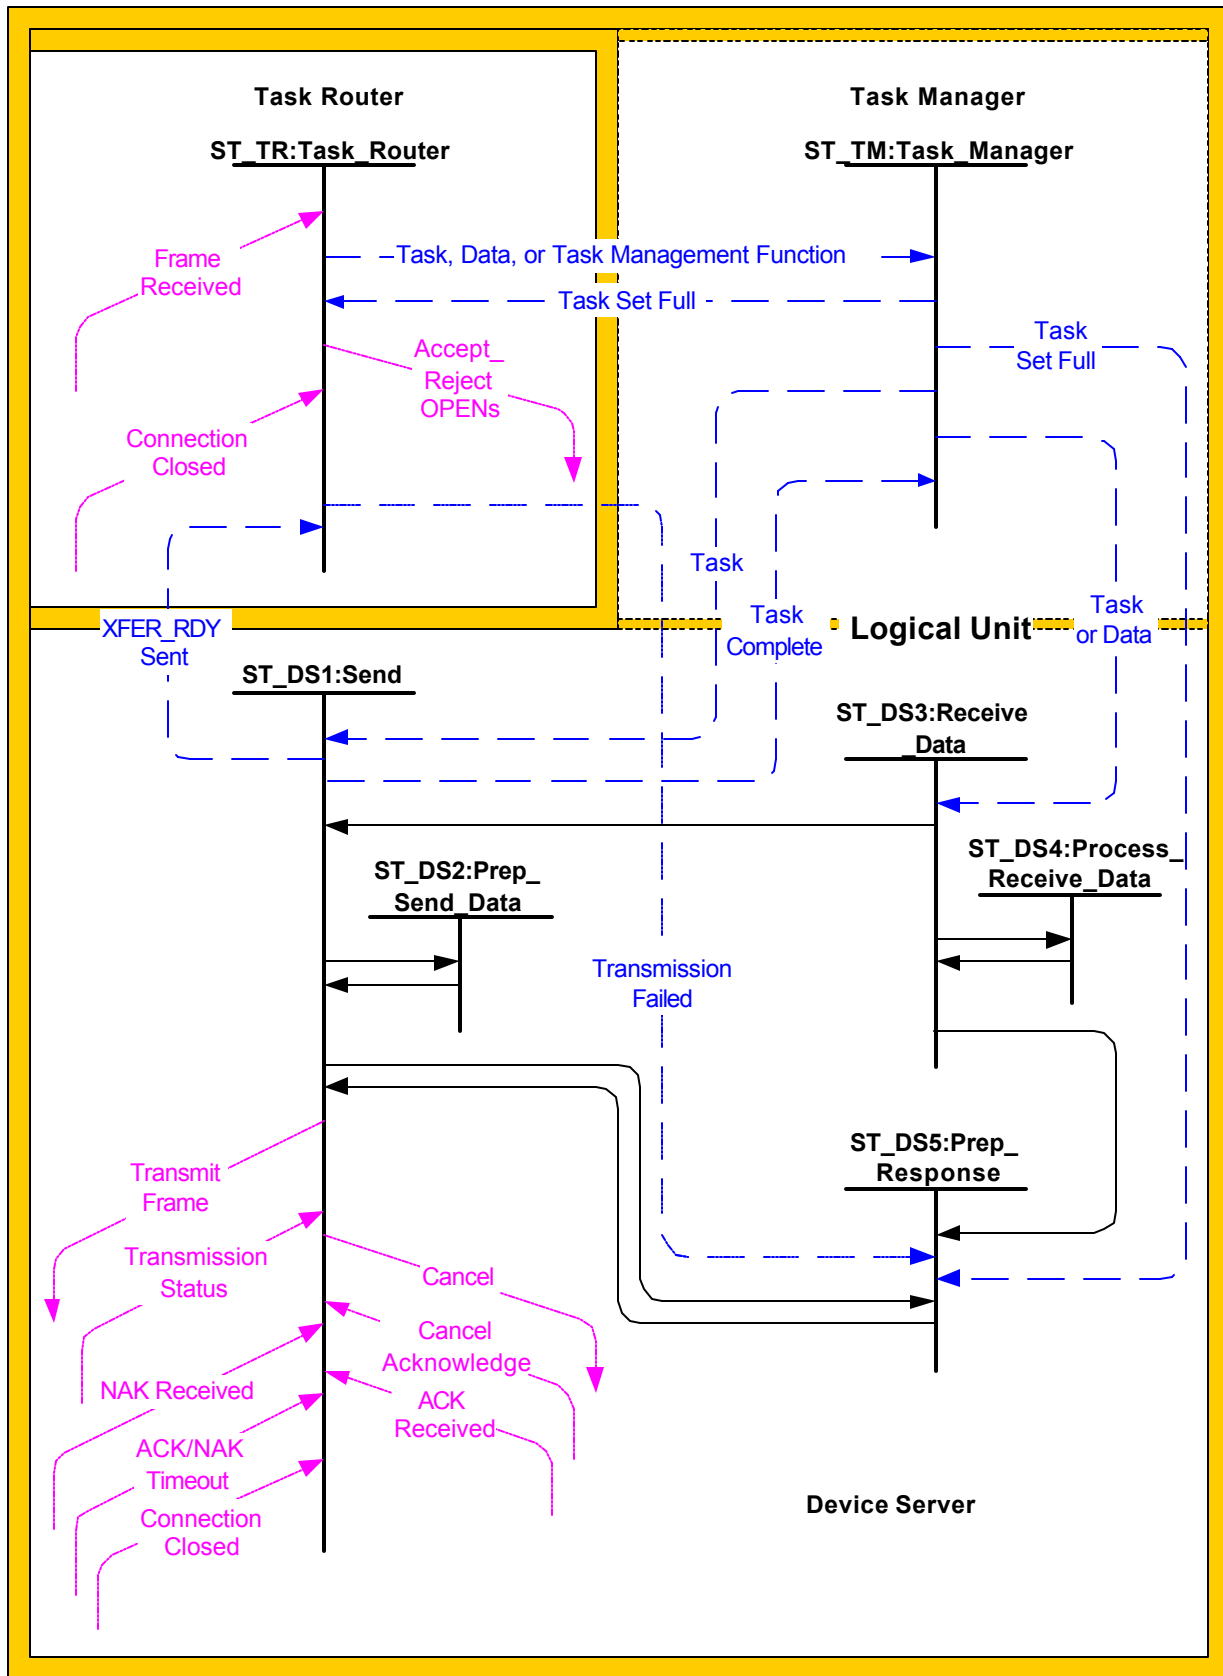 Task Router
Task Manager
ST_TR:Task_Router
ST_TM:Task_Manager
Frame
Received
Task, Data, or Task Management Function
Task Set Full
Task
Set Full
Accept_
Reject
OPENs
Connection
Closed
Task
Task
Complete
Task
or Data
XFER_RDY
Sent
Logical Unit
ST_DS1:Send
ST_DS3:Receive
_Data
ST_DS2:Prep_
Send_Data
ST_DS4:Process_
Receive_Data
Transmission
Failed
ST_DS5:Prep_
Response
Transmit
Frame
Transmission
Status
Cancel
Cancel
Acknowledge
NAK Received
ACK
Received
ACK/NAK
Timeout
Connection
Closed
Device Server